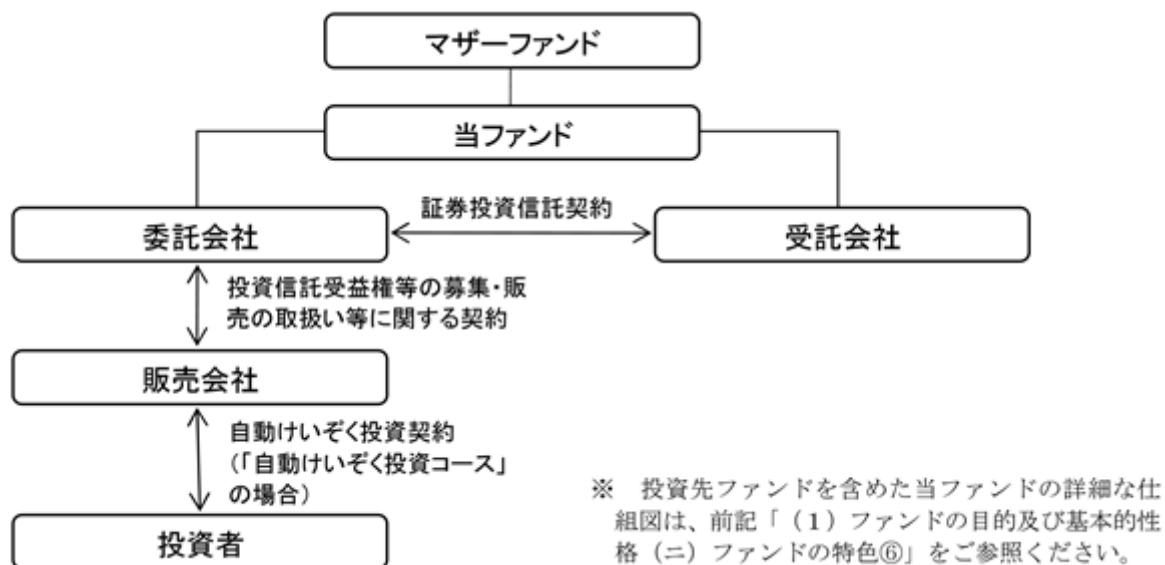 マザーファンド
当ファンド
証券投資信託契約
委託会社
受託会社
投資信託受益権等の募集・販
売の取扱い等に関する契約
販売会社
自動けいぞく投資契約
(「自動けいぞく投資コース」
の場合)
投資者
※ 投資先ファンドを含めた当ファンドの詳細な仕
組図は、前記「(1)ファンドの目的及び基本的性
格(ニ)ファンドの特色⑥」をご参照ください。